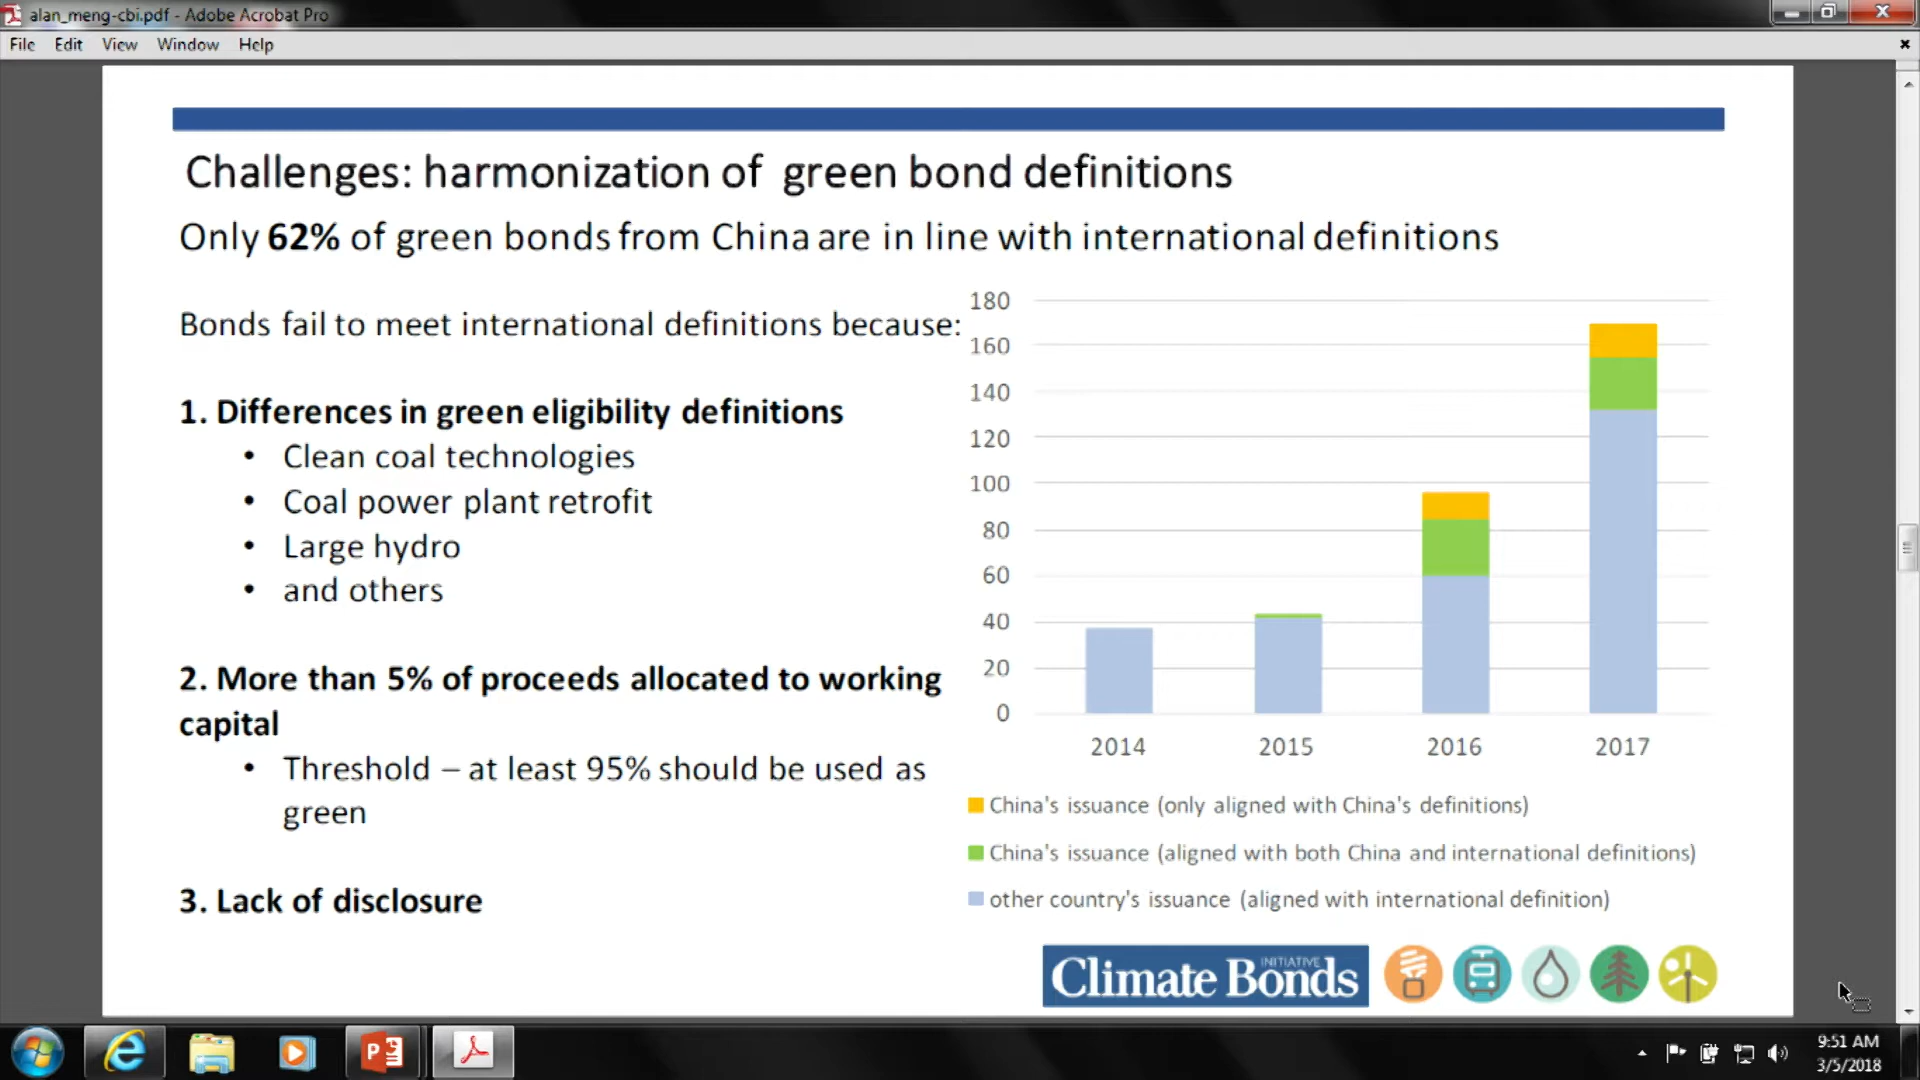 alan_meng-cbi.pdf - Adobe Acrobat Pro
File Edit View Window Help
Challenges: harmonization of green bond definitions
Only 62% of green bonds from China are in line with international definitions
Bonds fail to meet international definitions because:
1. Differences in green eligibility definitions
• Clean coal technologies
• Coal power plant retrofit
• Large hydro
• and others
2. More than 5% of proceeds allocated to working
capital
• Threshold – at least 95% should be used as
green
3. Lack of disclosure
180
160
140
120
100
80
60
40
20
0
2014 2015 2016 2017
China's issuance (only aligned with China's definitions)
China's issuance (aligned with both China and international definitions)
other country's issuance (aligned with international definition)
Climate Bonds INITIATIVE
9:51 AM
3/5/2018